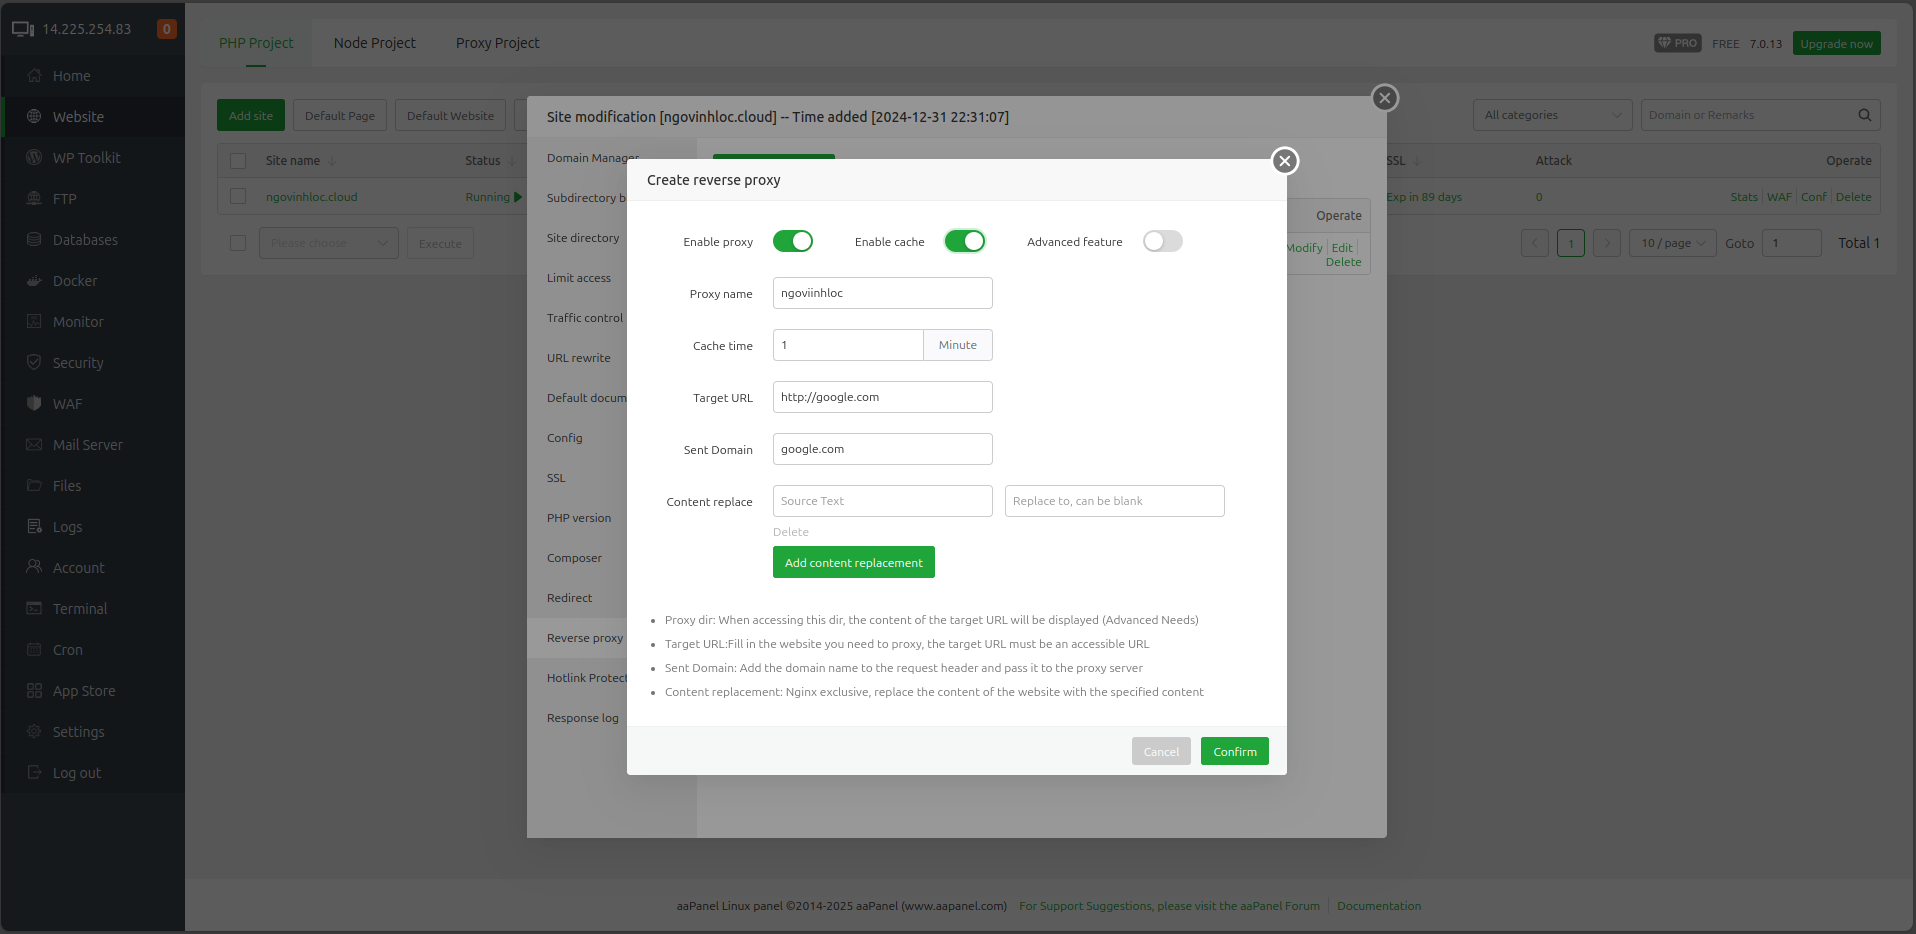 14.225.254.83 0
Home
Website
WP Toolkit
FTP
Databases
Docker
Monitor
Security
WAF
Mail Server
Files
Logs
Account
Terminal
Cron
App Store
Settings
Log out
PHP Project Node Project Proxy Project
PRO FREE 7.0.13 Upgrade now
Add site Default Page Default Website
All categories Domain or Remarks
Site name Status SSL Attack Operate
ngovinhloc.cloud Running Exp in 89 days 0 Stats WAF Conf Delete
Please choose Execute
1 10 / page Goto 1 Total 1
Site modification [ngovinhloc.cloud] -- Time added [2024-12-31 22:31:07]
Domain Manager
Subdirectory b
Site directory
Limit access
Traffic control
URL rewrite
Default docum
Config
SSL
PHP version
Composer
Redirect
Reverse proxy
Hotlink Protect
Response log
Operate
Modify Edit
Delete
Create reverse proxy
Enable proxy Enable cache Advanced feature
Proxy name ngoviinhloc
Cache time 1 Minute
Target URL http://google.com
Sent Domain google.com
Content replace Source Text Replace to, can be blank
Delete
Add content replacement
Proxy dir: When accessing this dir, the content of the target URL will be displayed (Advanced Needs)
Target URL:Fill in the website you need to proxy, the target URL must be an accessible URL
Sent Domain: Add the domain name to the request header and pass it to the proxy server
Content replacement: Nginx exclusive, replace the content of the website with the specified content
Cancel Confirm
aaPanel Linux panel ©2014-2025 aaPanel (www.aapanel.com) For Support Suggestions, please visit the aaPanel Forum Documentation